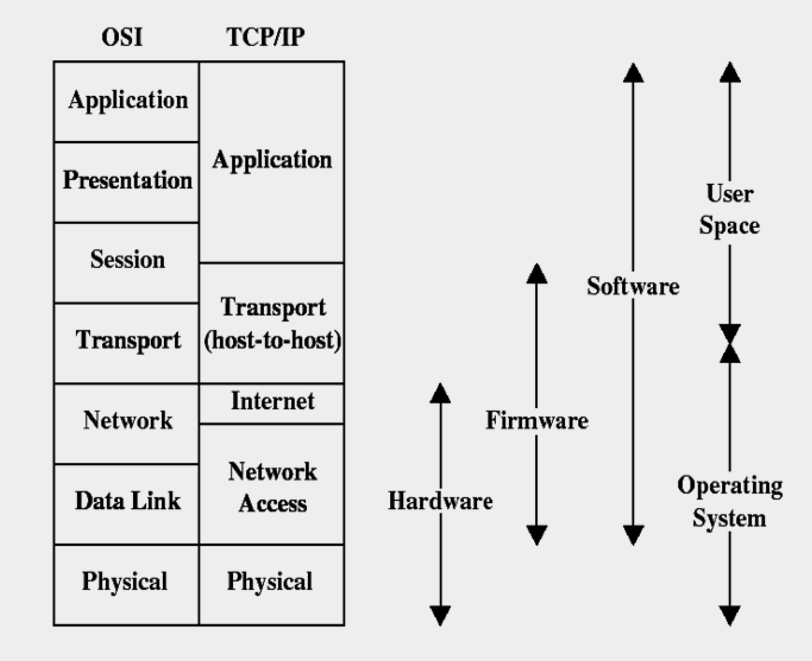 OSI TCP/IP
Application
Presentation
Session
Transport
Network
Data Link
Physical
Application
Transport
(host-to-host)
Internet
Network
Access
Physical
Hardware
Firmware
Software
User
Space
Operating
System